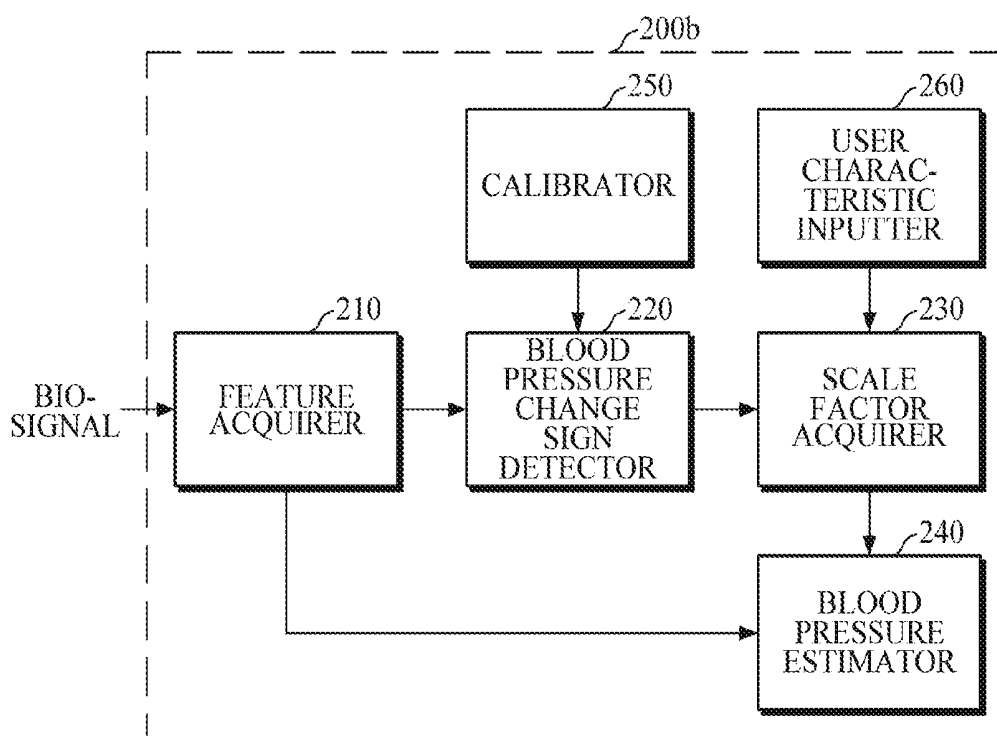 200b
250
CALIBRATOR
260
USER
CHARAC-
TERISTIC
INPUTTER
BIO-
SIGNAL
210
FEATURE
ACQUIRER
220
BLOOD
PRESSURE
CHANGE
SIGN
DETECTOR
230
SCALE
FACTOR
ACQUIRER
240
BLOOD
PRESSURE
ESTIMATOR